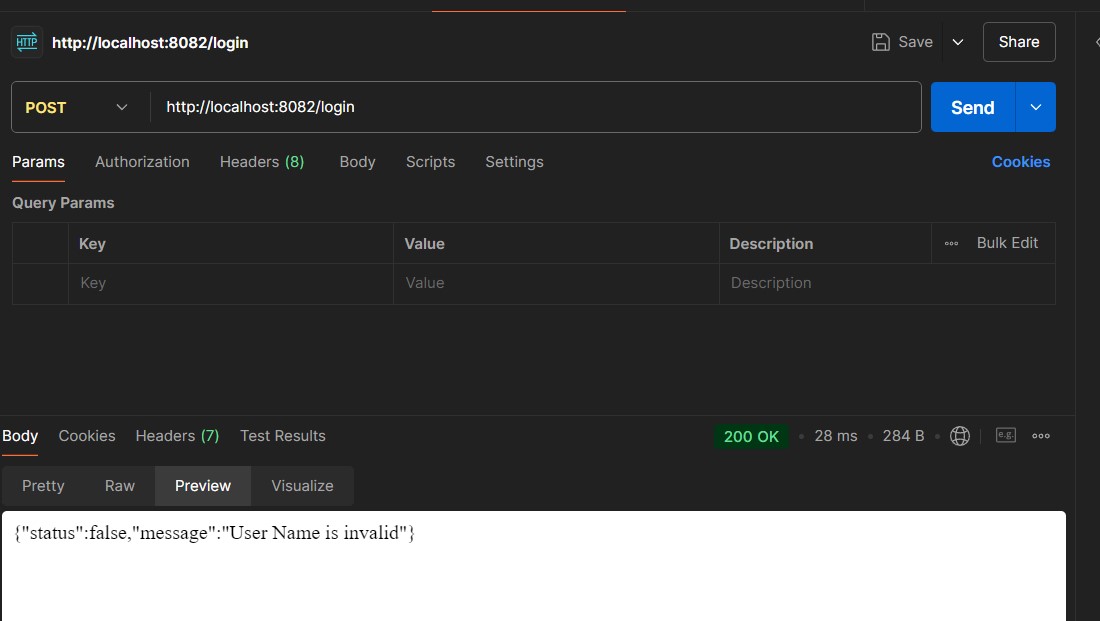 HTTP http://localhost:8082/login Save Share
POST http://localhost:8082/login Send
Params Authorization Headers (8) Body Scripts Settings Cookies
Query Params
Key Value Description Bulk Edit
Key Value Description
Body Cookies Headers (7) Test Results 200 OK 28 ms 284 B e.g.
Pretty Raw Preview Visualize
{"status":false,"message":"User Name is invalid"}